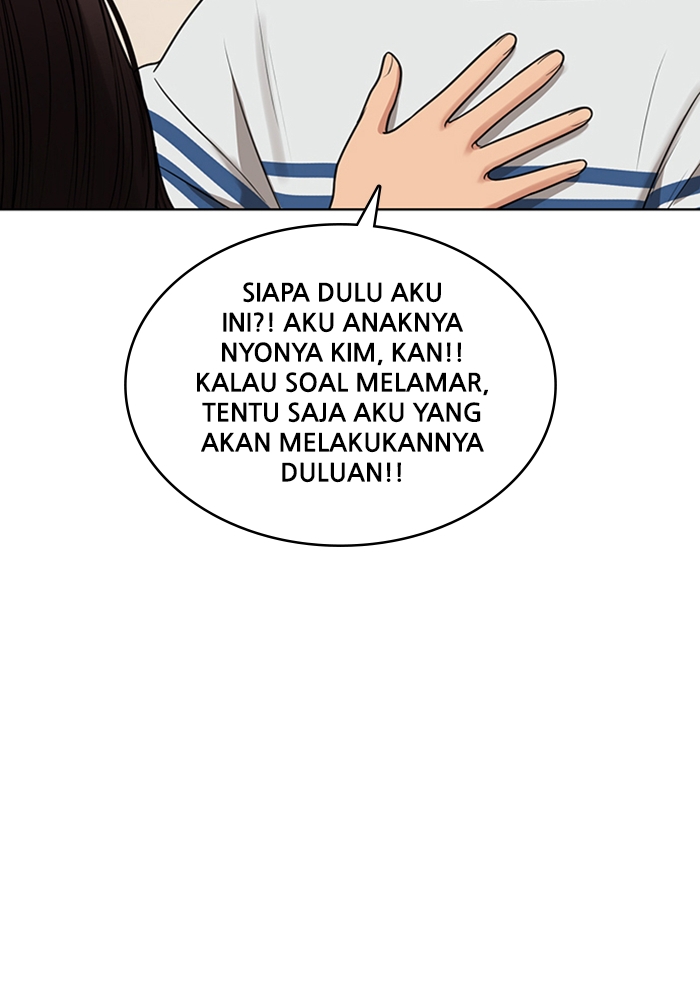 SIAPA DULU AKU
INI?! AKU ANAKNYA
NYONYA KIM, KAN!!
KALAU SOAL MELAMAR,
TENTU SAJA AKU YANG
AKAN MELAKUKANNYA
DULUAN!!